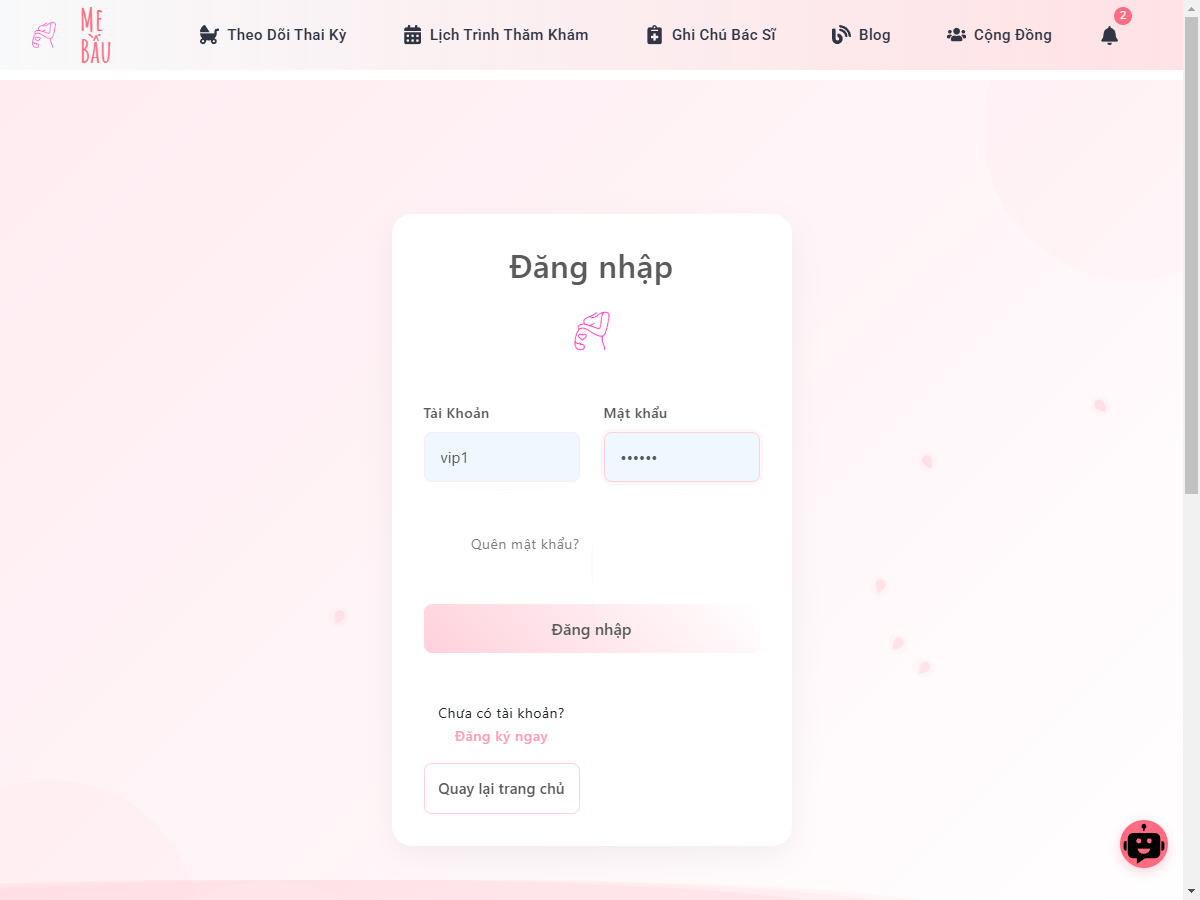 Mẹ
Bầu
Theo Dõi Thai Kỳ
Lịch Trình Thăm Khám
Ghi Chú Bác Sĩ
Blog
Cộng Đồng
2
Đăng nhập
Tài Khoản
Mật khẩu
vip1
••••••
Quên mật khẩu?
Đăng nhập
Chưa có tài khoản?
Đăng ký ngay
Quay lại trang chủ